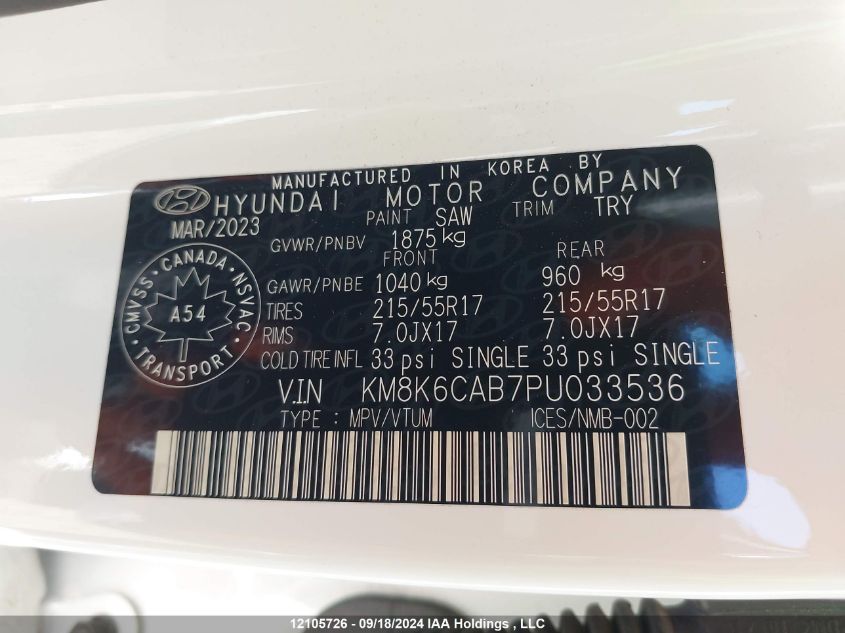 MANUFACTURED IN KOREA BY
HYUNDAI MOTOR COMPANY
MAR/2023 PAINT SAW TRIM TRY
GVWR/PNBV 1875 kg
FRONT REAR
GAWR/PNBE 1040 kg 960 kg
TIRES 215/55R17 215/55R17
RIMS 7.0JX17 7.0JX17
COLD TIRE INFL 33 psi SINGLE 33 psi SINGLE
V.I.N KM8K6CAB7PU033536
TYPE : MPV/VTUM ICES/NMB-002
CMVSS · CANADA · NSVAC
A54
TRANSPORT
12105726 - 09/18/2024 IAA Holdings , LLC